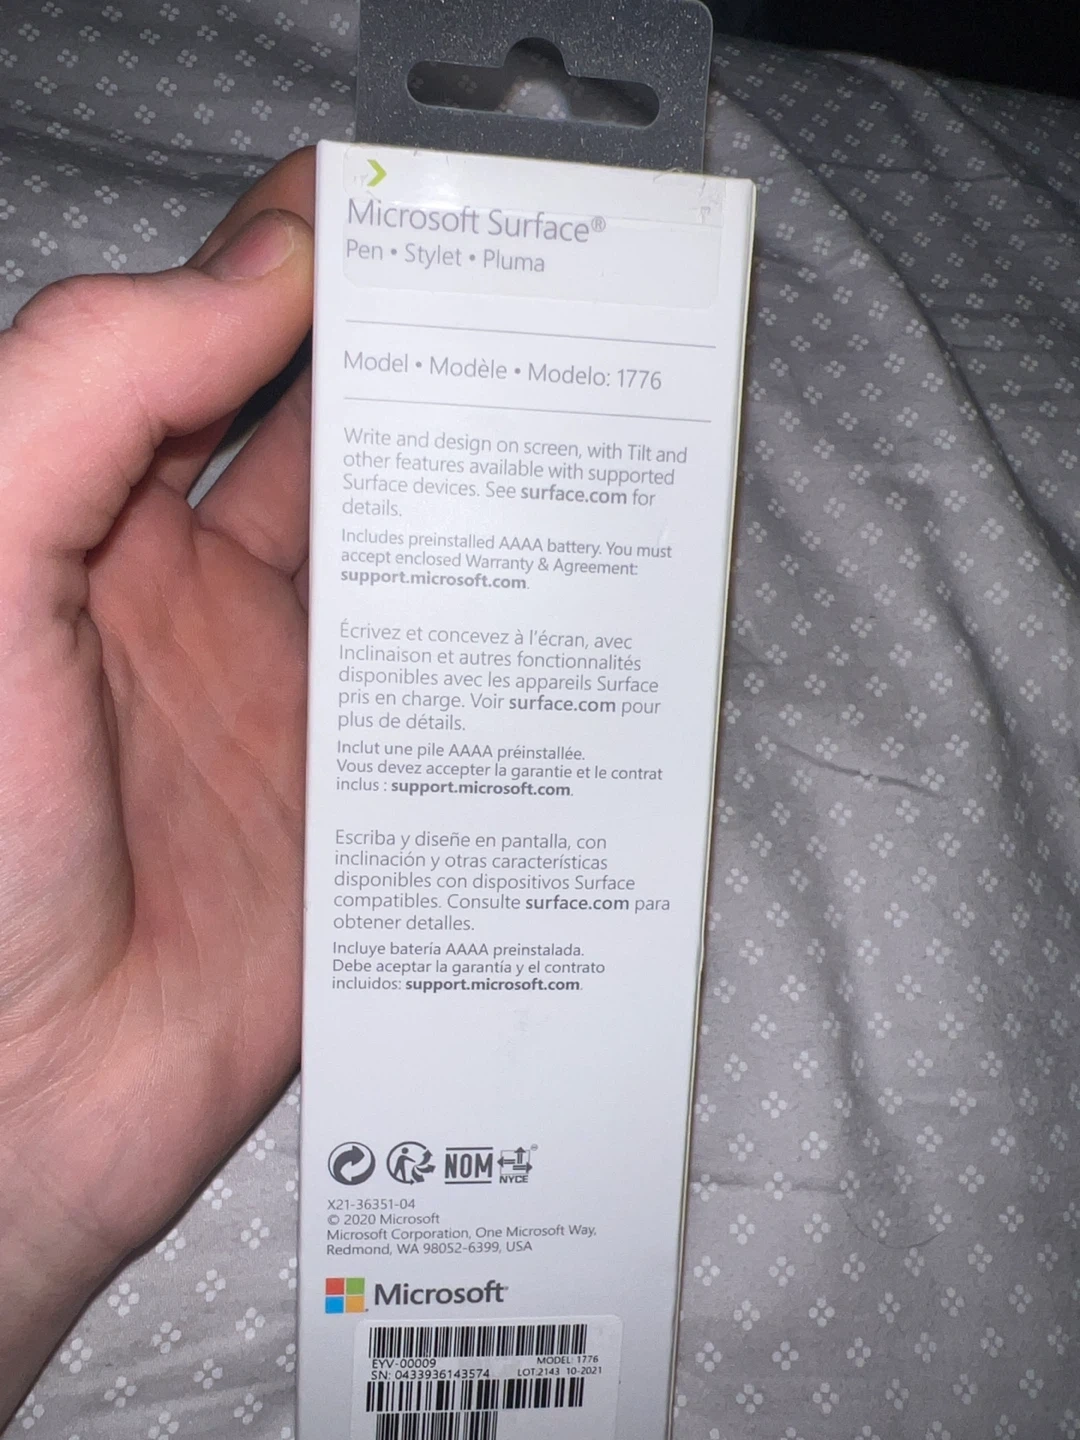 Microsoft Surface®
Pen • Stylet • Pluma
Model • Modèle • Modelo: 1776
Write and design on screen, with Tilt and
other features available with supported
Surface devices. See surface.com for
details.
Includes preinstalled AAAA battery. You must
accept enclosed Warranty & Agreement:
support.microsoft.com.
Écrivez et concevez à l'écran, avec
Inclinaison et autres fonctionnalités
disponibles avec les appareils Surface
pris en charge. Voir surface.com pour
plus de détails.
Inclut une pile AAAA préinstallée.
Vous devez accepter la garantie et le contrat
inclus : support.microsoft.com.
Escriba y diseñe en pantalla, con
inclinación y otras características
disponibles con dispositivos Surface
compatibles. Consulte surface.com para
obtener detalles.
Incluye batería AAAA preinstalada.
Debe aceptar la garantía y el contrato
incluidos: support.microsoft.com.
NOM NYCE
X21-36351-04
© 2020 Microsoft
Microsoft Corporation, One Microsoft Way,
Redmond, WA 98052-6399, USA
Microsoft
EYV-00009 MODEL: 1776
SN: 0433936143574 LOT:2143 10-2021